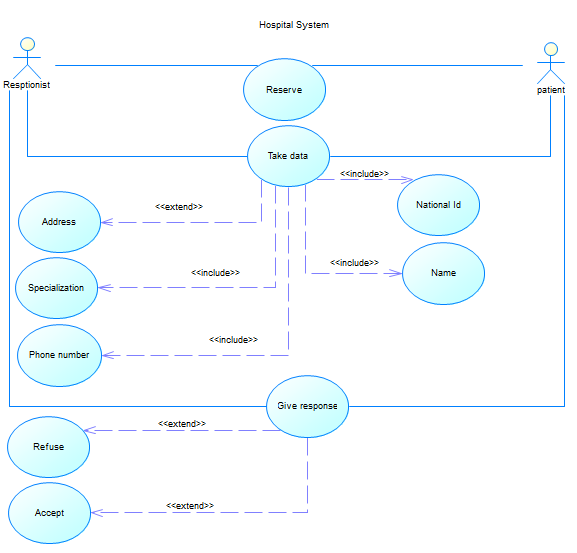 Hospital System
Resptionist
patient
Reserve
Take data
<<include>>
National Id
<<extend>>
Address
<<include>>
Name
<<include>>
Specialization
<<include>>
Phone number
Give response
<<extend>>
Refuse
<<extend>>
Accept